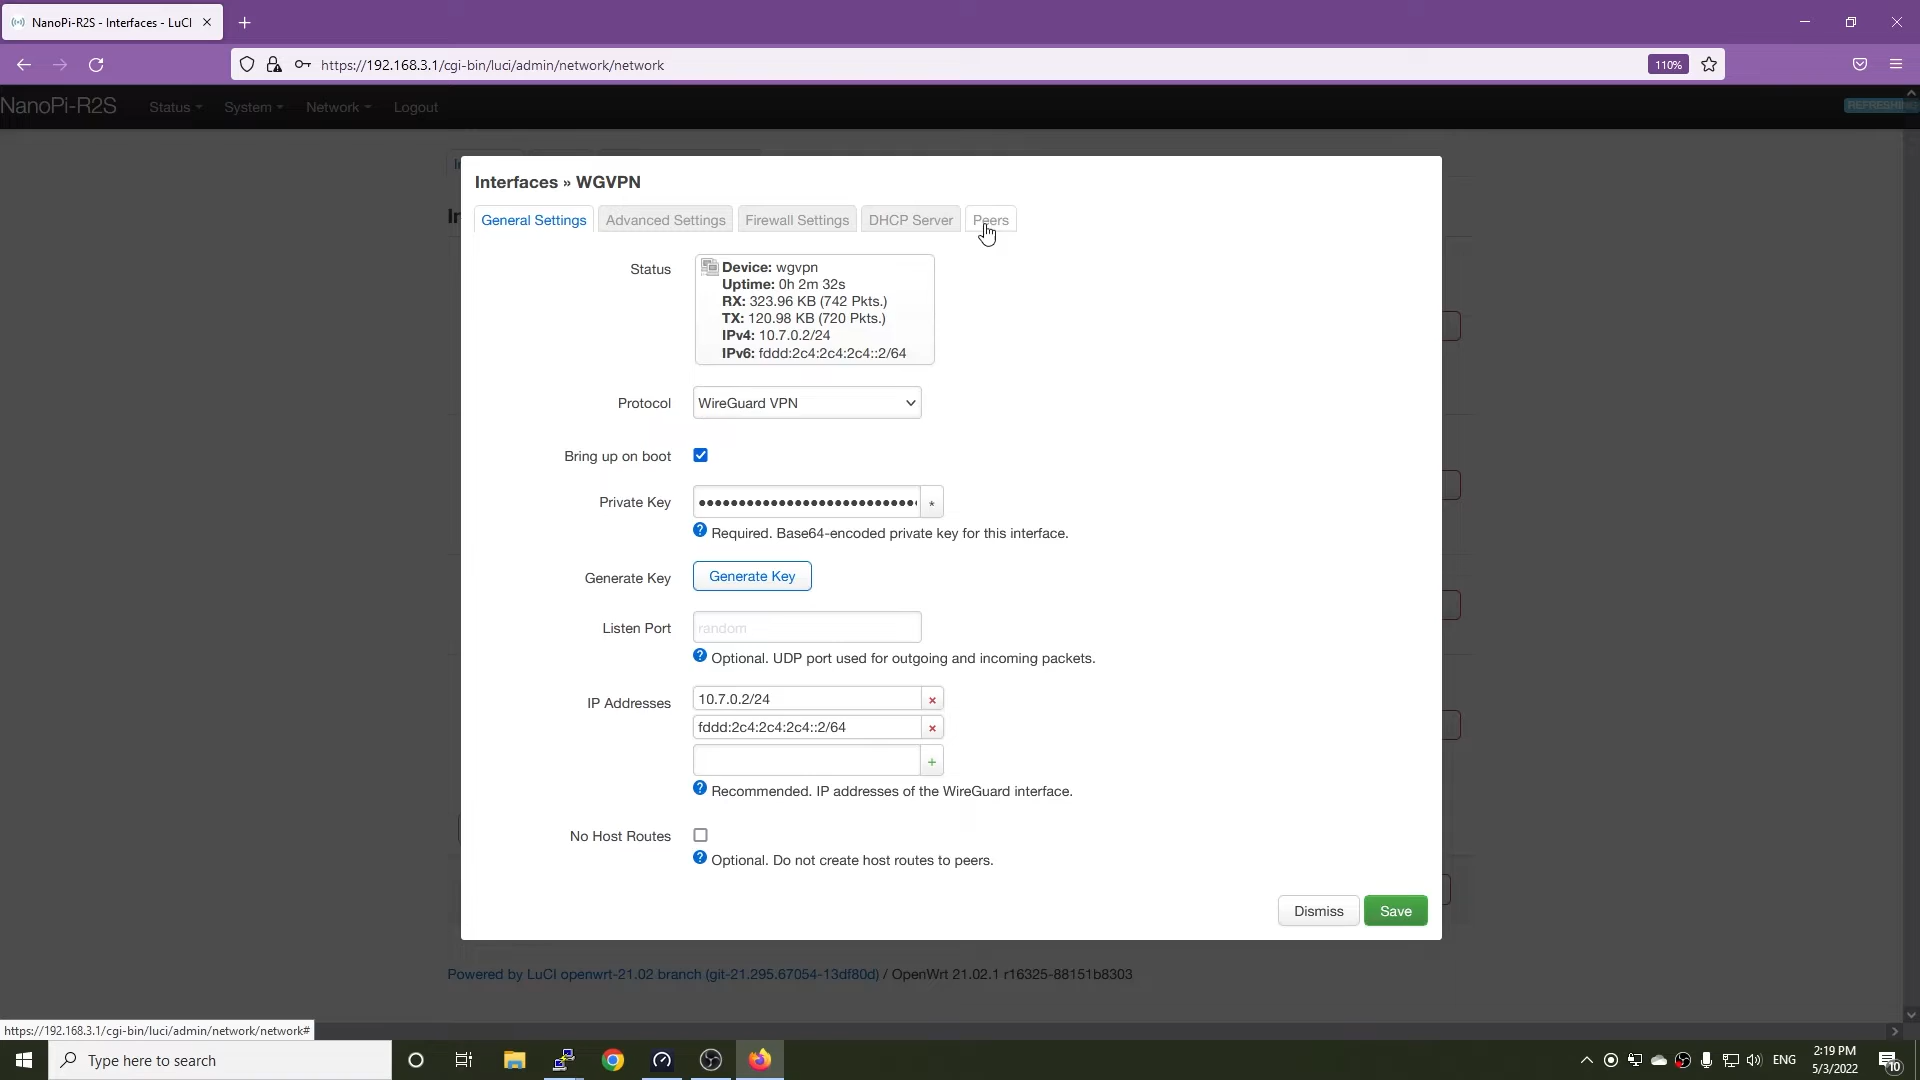 NanoPi-R2S - Interfaces - LuCI
https://192.168.3.1/cgi-bin/luci/admin/network/network
110%
NanoPi-R2S
Status
System
Network
Logout
Interfaces » WGVPN
General Settings
Advanced Settings
Firewall Settings
DHCP Server
Peers
Status
Device: wgvpn
Uptime: 0h 2m 32s
RX: 323.96 KB (742 Pkts.)
TX: 120.98 KB (720 Pkts.)
IPv4: 10.7.0.2/24
IPv6: fddd:2c4:2c4:2c4::2/64
Protocol
WireGuard VPN
Bring up on boot
Private Key
*
Required. Base64-encoded private key for this interface.
Generate Key
Generate Key
Listen Port
random
Optional. UDP port used for outgoing and incoming packets.
IP Addresses
10.7.0.2/24
fddd:2c4:2c4:2c4::2/64
Recommended. IP addresses of the WireGuard interface.
No Host Routes
Optional. Do not create host routes to peers.
Dismiss
Save
Powered by LuCI openwrt-21.02 branch (git-21.295.67054-13df80d) / OpenWrt 21.02.1 r16325-88151b8303
https://192.168.3.1/cgi-bin/luci/admin/network/network#
Type here to search
ENG
2:19 PM
5/3/2022
10